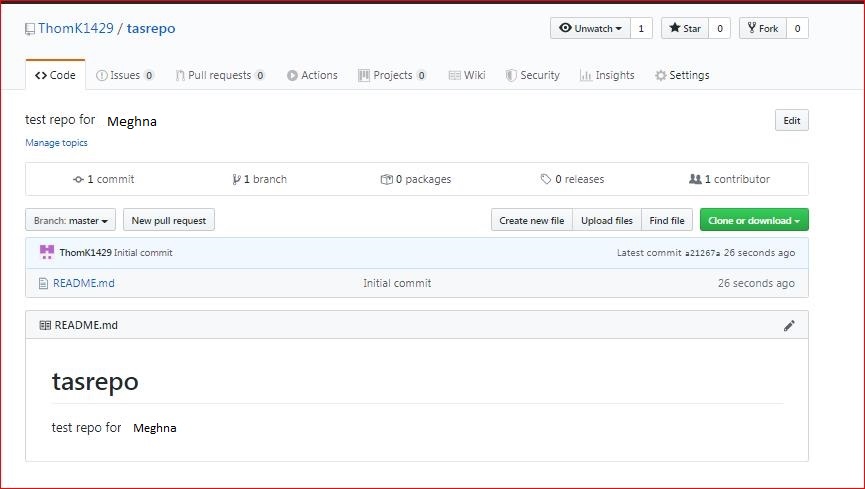 ThomK1429 / tasrepo Unwatch 1 Star 0 Fork 0
Code Issues 0 Pull requests 0 Actions Projects 0 Wiki Security Insights Settings
test repo for Meghna Edit
Manage topics
1 commit 1 branch 0 packages 0 releases 1 contributor
Branch: master New pull request Create new file Upload files Find file Clone or download
ThomK1429 Initial commit Latest commit a21267a 26 seconds ago
README.md Initial commit 26 seconds ago
README.md
tasrepo
test repo for Meghna